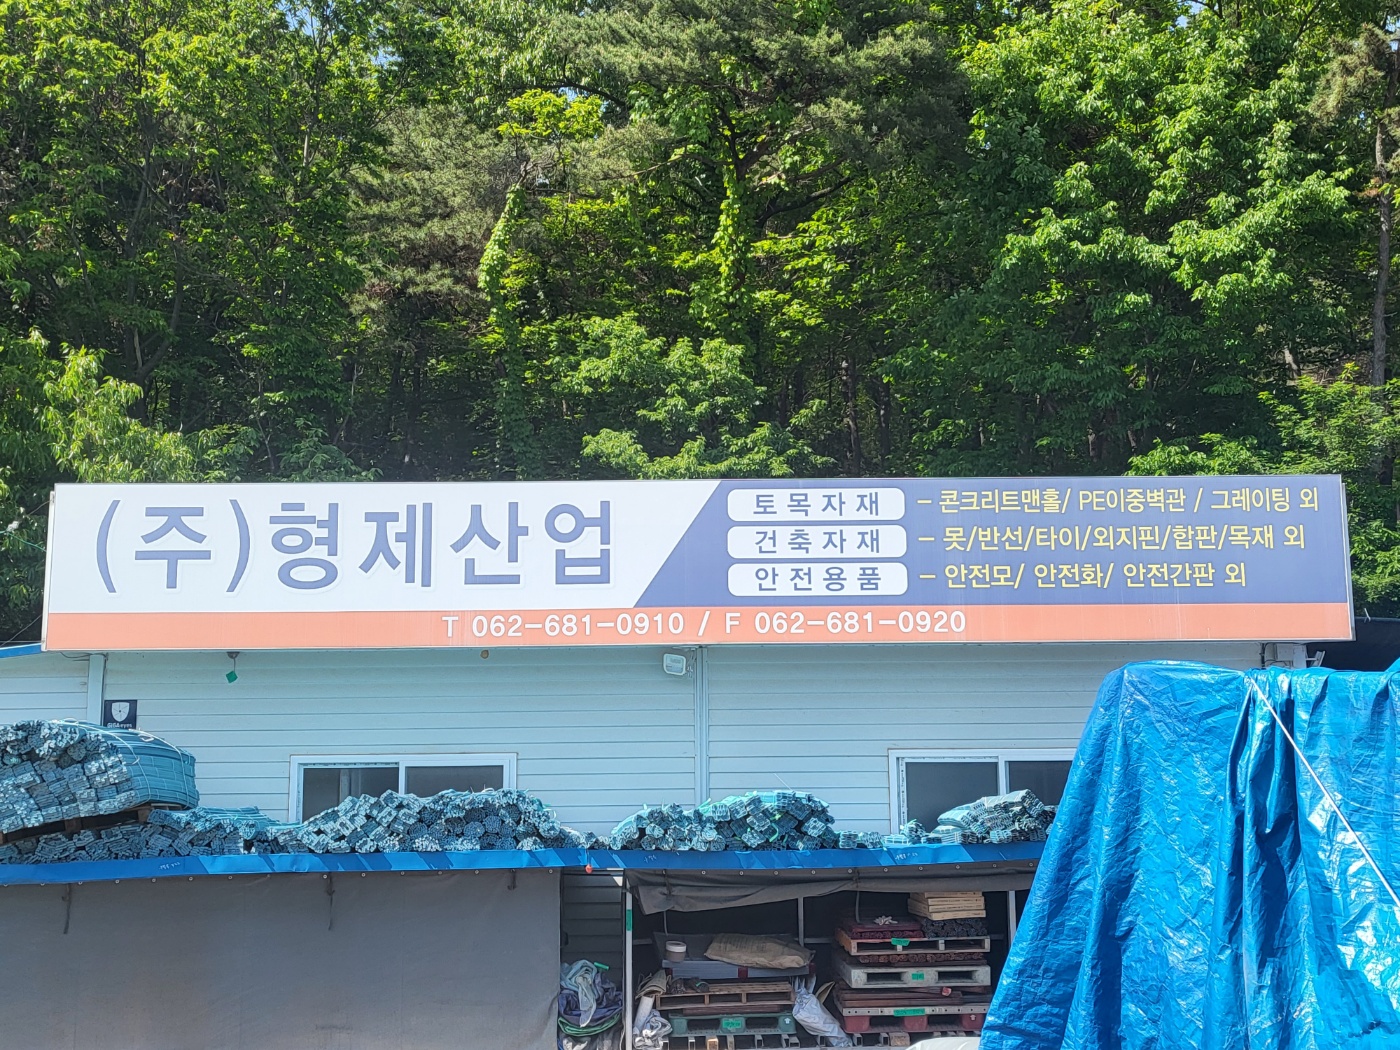 (주)형제산업
토목자재 - 콘크리트맨홀/ PE이중벽관 / 그레이팅 외
건축자재 - 못/반선/타이/외지핀/합판/목재 외
안전용품 - 안전모/ 안전화/ 안전간판 외
T 062-681-0910 / F 062-681-0920